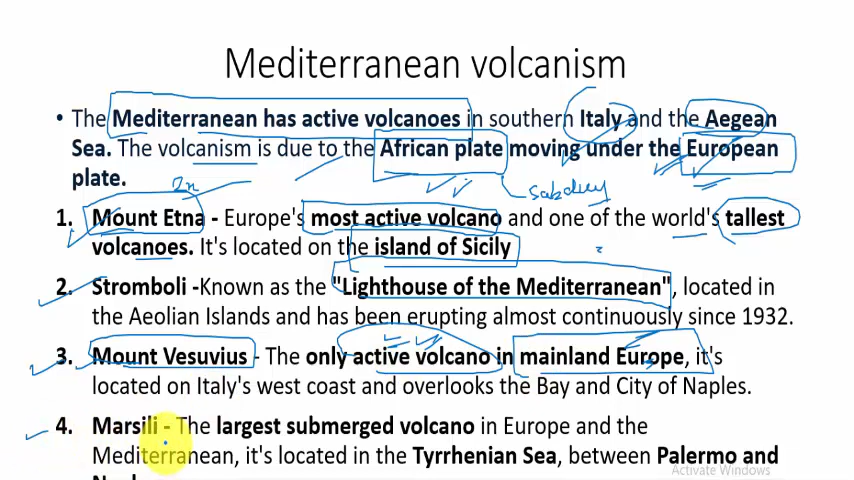 Mediterranean volcanism
• The Mediterranean has active volcanoes in southern Italy and the Aegean
Sea. The volcanism is due to the African plate moving under the European
plate.
1. Mount Etna - Europe's most active volcano and one of the world's tallest
volcanoes. It's located on the island of Sicily
2. Stromboli -Known as the "Lighthouse of the Mediterranean", located in
the Aeolian Islands and has been erupting almost continuously since 1932.
3. Mount Vesuvius - The only active volcano in mainland Europe, it's
located on Italy's west coast and overlooks the Bay and City of Naples.
4. Marsili - The largest submerged volcano in Europe and the
Mediterranean, it's located in the Tyrrhenian Sea, between Palermo and
Activate Windows